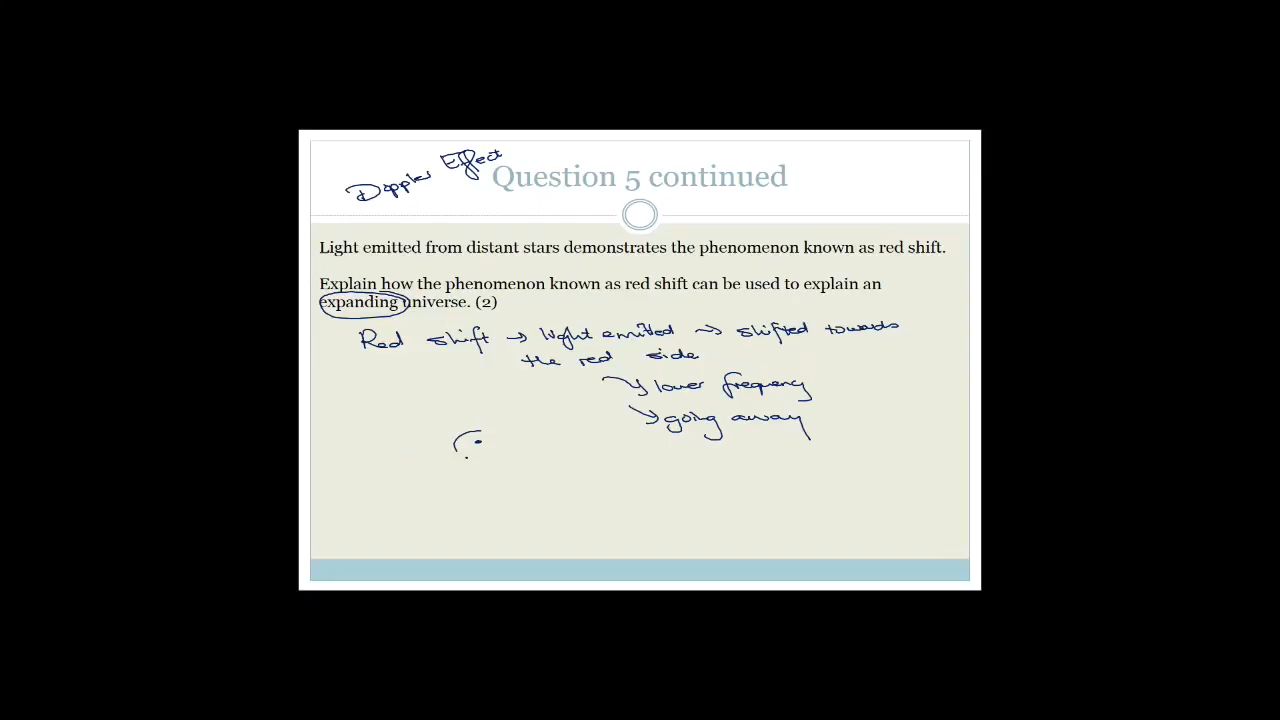 Doppler Effect
Question 5 continued
Light emitted from distant stars demonstrates the phenomenon known as red shift.
Explain how the phenomenon known as red shift can be used to explain an
expanding universe. (2)
Red shift → light emitted → shifted towards
the red side
↘ lower frequency
↘ going away